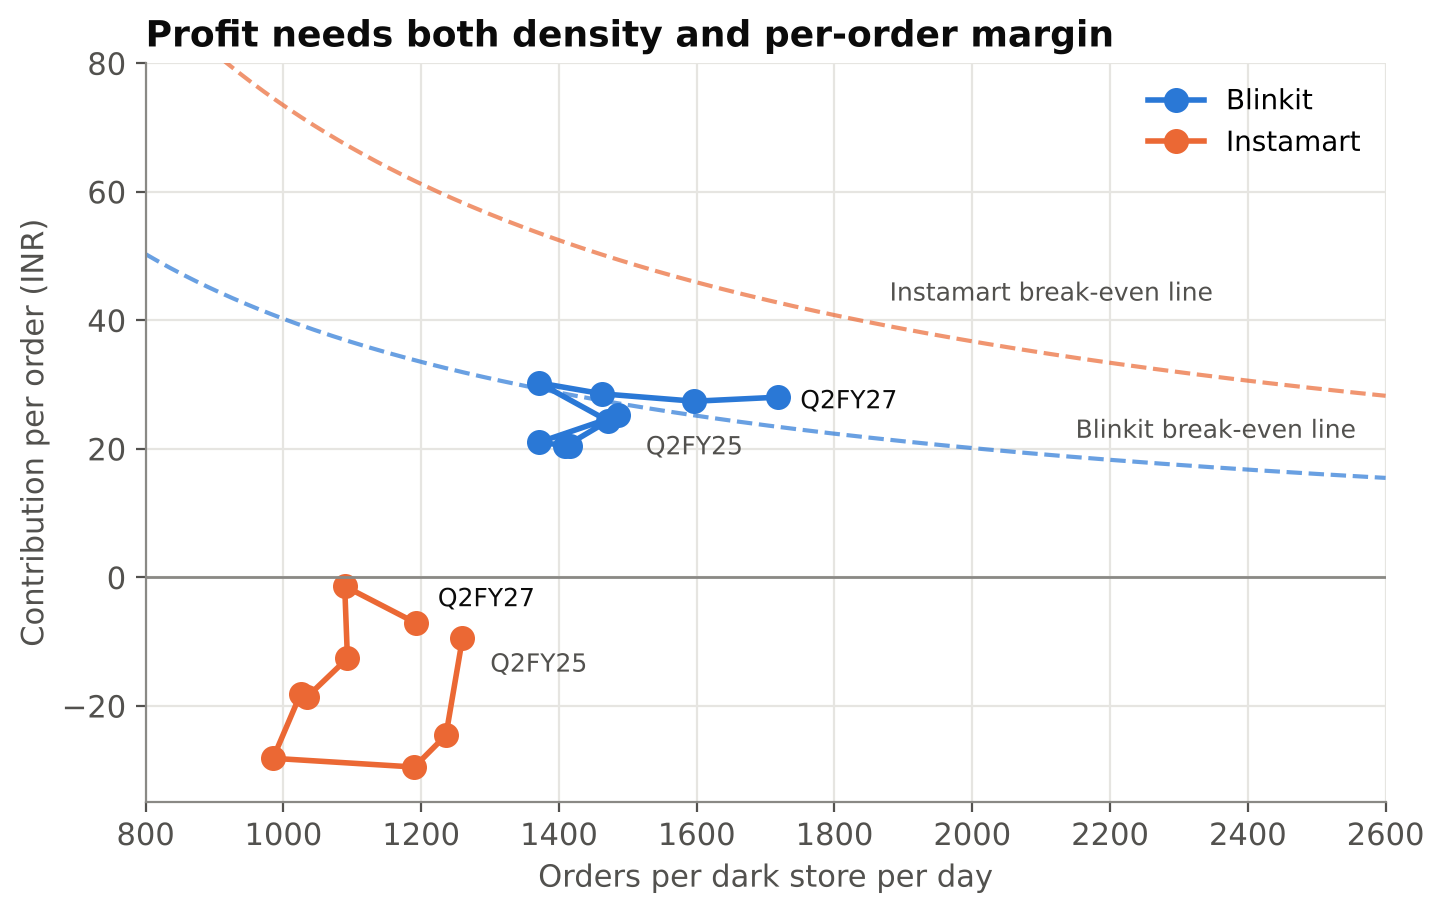 Profit needs both density and per-order margin
Blinkit
Instamart
80
60
40
20
0
−20
Contribution per order (INR)
Instamart break-even line
Blinkit break-even line
Q2FY27
Q2FY25
Q2FY27
Q2FY25
800 1000 1200 1400 1600 1800 2000 2200 2400 2600
Orders per dark store per day